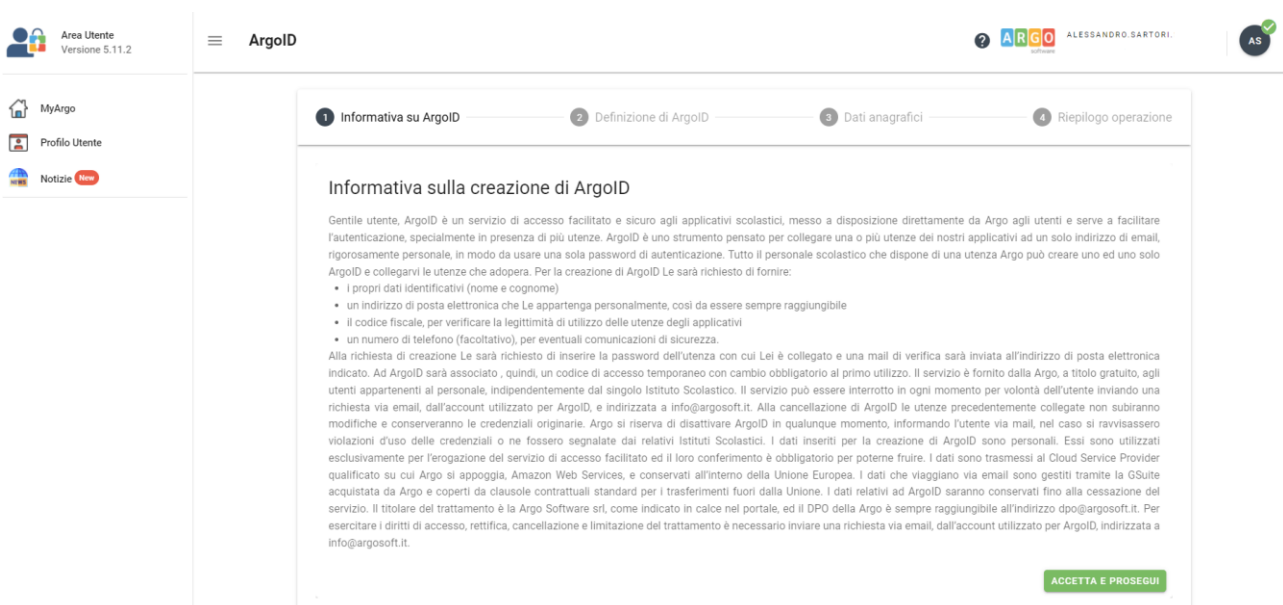 Area Utente
Versione 5.11.2
ArgoID
?
ARGO
software
ALESSANDRO.SARTORI.
AS
MyArgo
Profilo Utente
NEWS
Notizie New
1 Informativa su ArgoID
2 Definizione di ArgoID
3 Dati anagrafici
4 Riepilogo operazione
Informativa sulla creazione di ArgoID
Gentile utente, ArgoID è un servizio di accesso facilitato e sicuro agli applicativi scolastici, messo a disposizione direttamente da Argo agli utenti e serve a facilitare
l'autenticazione, specialmente in presenza di più utenze. ArgoID è uno strumento pensato per collegare una o più utenze dei nostri applicativi ad un solo indirizzo di email,
rigorosamente personale, in modo da usare una sola password di autenticazione. Tutto il personale scolastico che dispone di una utenza Argo può creare uno ed uno solo
ArgoID e collegarvi le utenze che adopera. Per la creazione di ArgoID Le sarà richiesto di fornire:
• i propri dati identificativi (nome e cognome)
• un indirizzo di posta elettronica che Le appartenga personalmente, così da essere sempre raggiungibile
• il codice fiscale, per verificare la legittimità di utilizzo delle utenze degli applicativi
• un numero di telefono (facoltativo), per eventuali comunicazioni di sicurezza.
Alla richiesta di creazione Le sarà richiesto di inserire la password dell'utenza con cui Lei è collegato e una mail di verifica sarà inviata all'indirizzo di posta elettronica
indicato. Ad ArgoID sarà associato , quindi, un codice di accesso temporaneo con cambio obbligatorio al primo utilizzo. Il servizio è fornito dalla Argo, a titolo gratuito, agli
utenti appartenenti al personale, indipendentemente dal singolo Istituto Scolastico. Il servizio può essere interrotto in ogni momento per volontà dell'utente inviando una
richiesta via email, dall'account utilizzato per ArgoID, e indirizzata a info@argosoft.it. Alla cancellazione di ArgoID le utenze precedentemente collegate non subiranno
modifiche e conserveranno le credenziali originarie. Argo si riserva di disattivare ArgoID in qualunque momento, informando l'utente via mail, nel caso si ravvisassero
violazioni d'uso delle credenziali o ne fossero segnalate dai relativi Istituti Scolastici. I dati inseriti per la creazione di ArgoID sono personali. Essi sono utilizzati
esclusivamente per l'erogazione del servizio di accesso facilitato ed il loro conferimento è obbligatorio per poterne fruire. I dati sono trasmessi al Cloud Service Provider
qualificato su cui Argo si appoggia, Amazon Web Services, e conservati all'interno della Unione Europea. I dati che viaggiano via email sono gestiti tramite la GSuite
acquistata da Argo e coperti da clausole contrattuali standard per i trasferimenti fuori dalla Unione. I dati relativi ad ArgoID saranno conservati fino alla cessazione del
servizio. Il titolare del trattamento è la Argo Software srl, come indicato in calce nel portale, ed il DPO della Argo è sempre raggiungibile all'indirizzo dpo@argosoft.it. Per
esercitare i diritti di accesso, rettifica, cancellazione e limitazione del trattamento è necessario inviare una richiesta via email, dall'account utilizzato per ArgoID, indirizzata a
info@argosoft.it.
ACCETTA E PROSEGUI